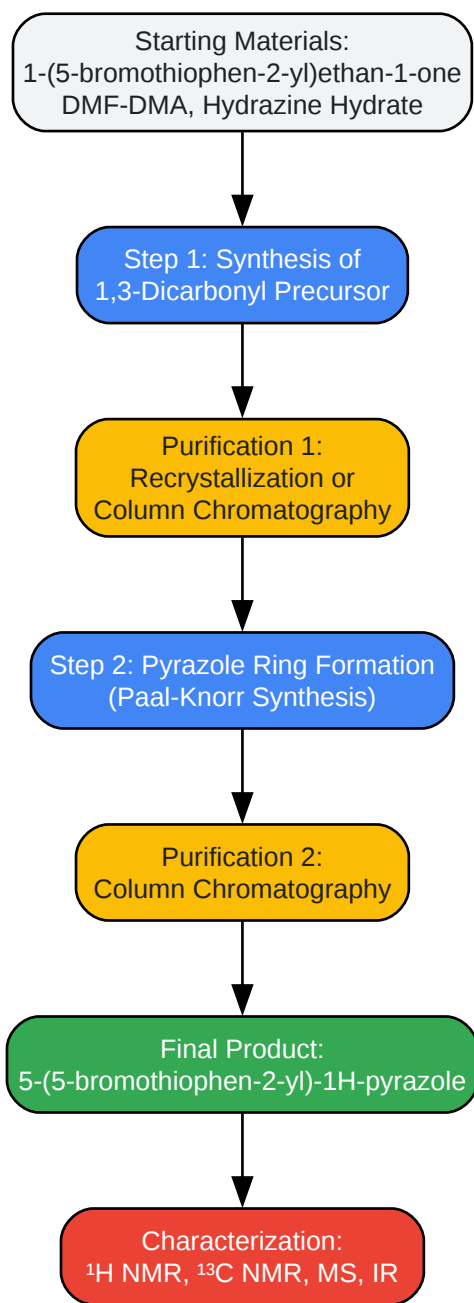 Starting Materials:
1-(5-bromothiophen-2-yl)ethan-1-one
DMF-DMA, Hydrazine Hydrate
Step 1: Synthesis of
1,3-Dicarbonyl Precursor
Purification 1:
Recrystallization or
Column Chromatography
Step 2: Pyrazole Ring Formation
(Paal-Knorr Synthesis)
Purification 2:
Column Chromatography
Final Product:
5-(5-bromothiophen-2-yl)-1H-pyrazole
Characterization:
¹H NMR, ¹³C NMR, MS, IR